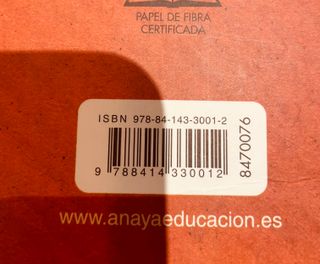 PAPEL DE FIBRA
CERTIFICADA
ISBN 978-84-143-3001-2
9 788414 330012
8470076
www.anayaeducacion.es